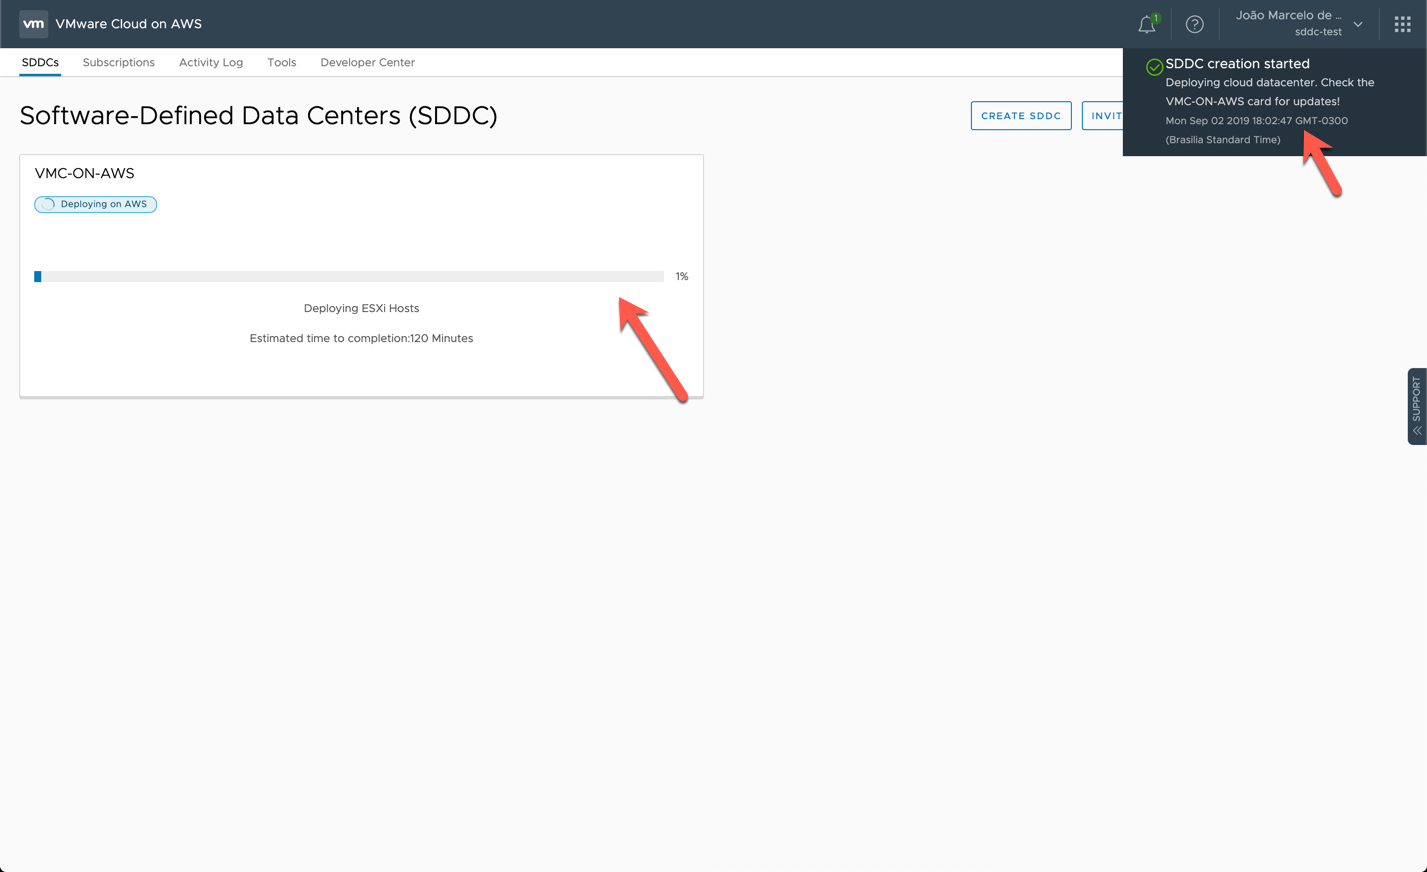 vm VMware Cloud on AWS
1
?
João Marcelo de ...
sddc-test
SDDCs Subscriptions Activity Log Tools Developer Center
SDDC creation started
Deploying cloud datacenter. Check the
VMC-ON-AWS card for updates!
Mon Sep 02 2019 18:02:47 GMT-0300
(Brasilia Standard Time)
Software-Defined Data Centers (SDDC)
CREATE SDDC
INVIT
VMC-ON-AWS
Deploying on AWS
1%
Deploying ESXi Hosts
Estimated time to completion:120 Minutes
SUPPORT